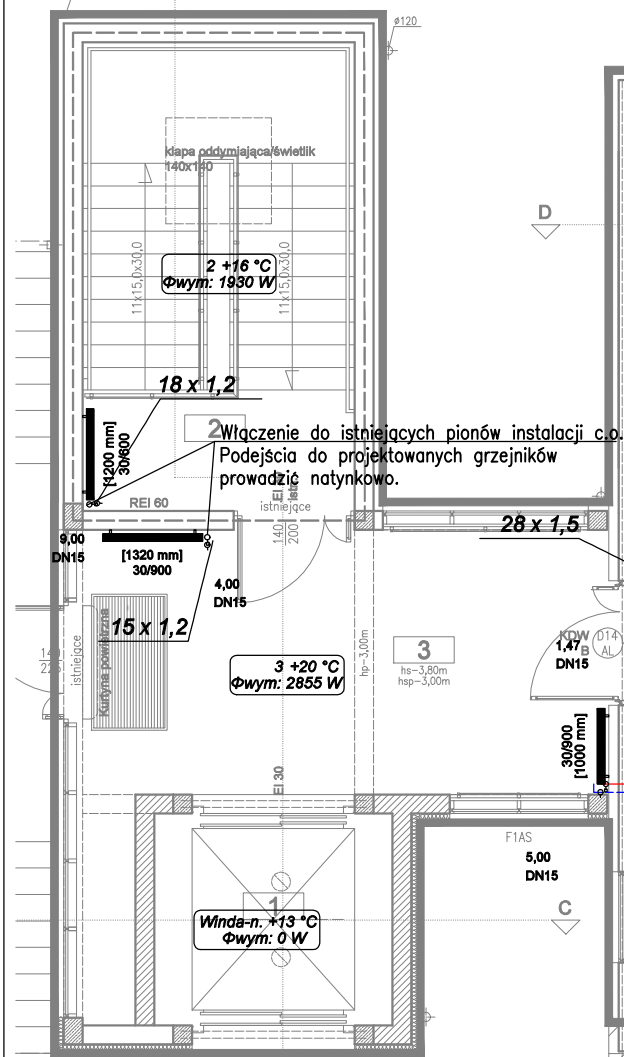 ø120
klapa oddymiająca/świetlik
140x140
D
11x15,0x30,0
11x15,0x30,0
2 +16 °C
Φwym: 1930 W
18 x 1,2
[1200 mm]
30/600
2
Włączenie do istniejących pionów instalacji c.o.
Podejścia do projektowanych grzejników
prowadzić natynkowo.
REI 60
istniejące
140
200
28 x 1,5
9,00
DN15
[1320 mm]
30/900
4,00
DN15
15 x 1,2
istniejące
Kurtyna powietrzna
3 +20 °C
Φwym: 2855 W
hp-3,00m
3
hs-3,80m
hsp-3,00m
KDW
B
1,47
DN15
D14
AL
30/900
[1000 mm]
EI 30
F1AS
5,00
DN15
C
1
Winda-n. +13 °C
Φwym: 0 W